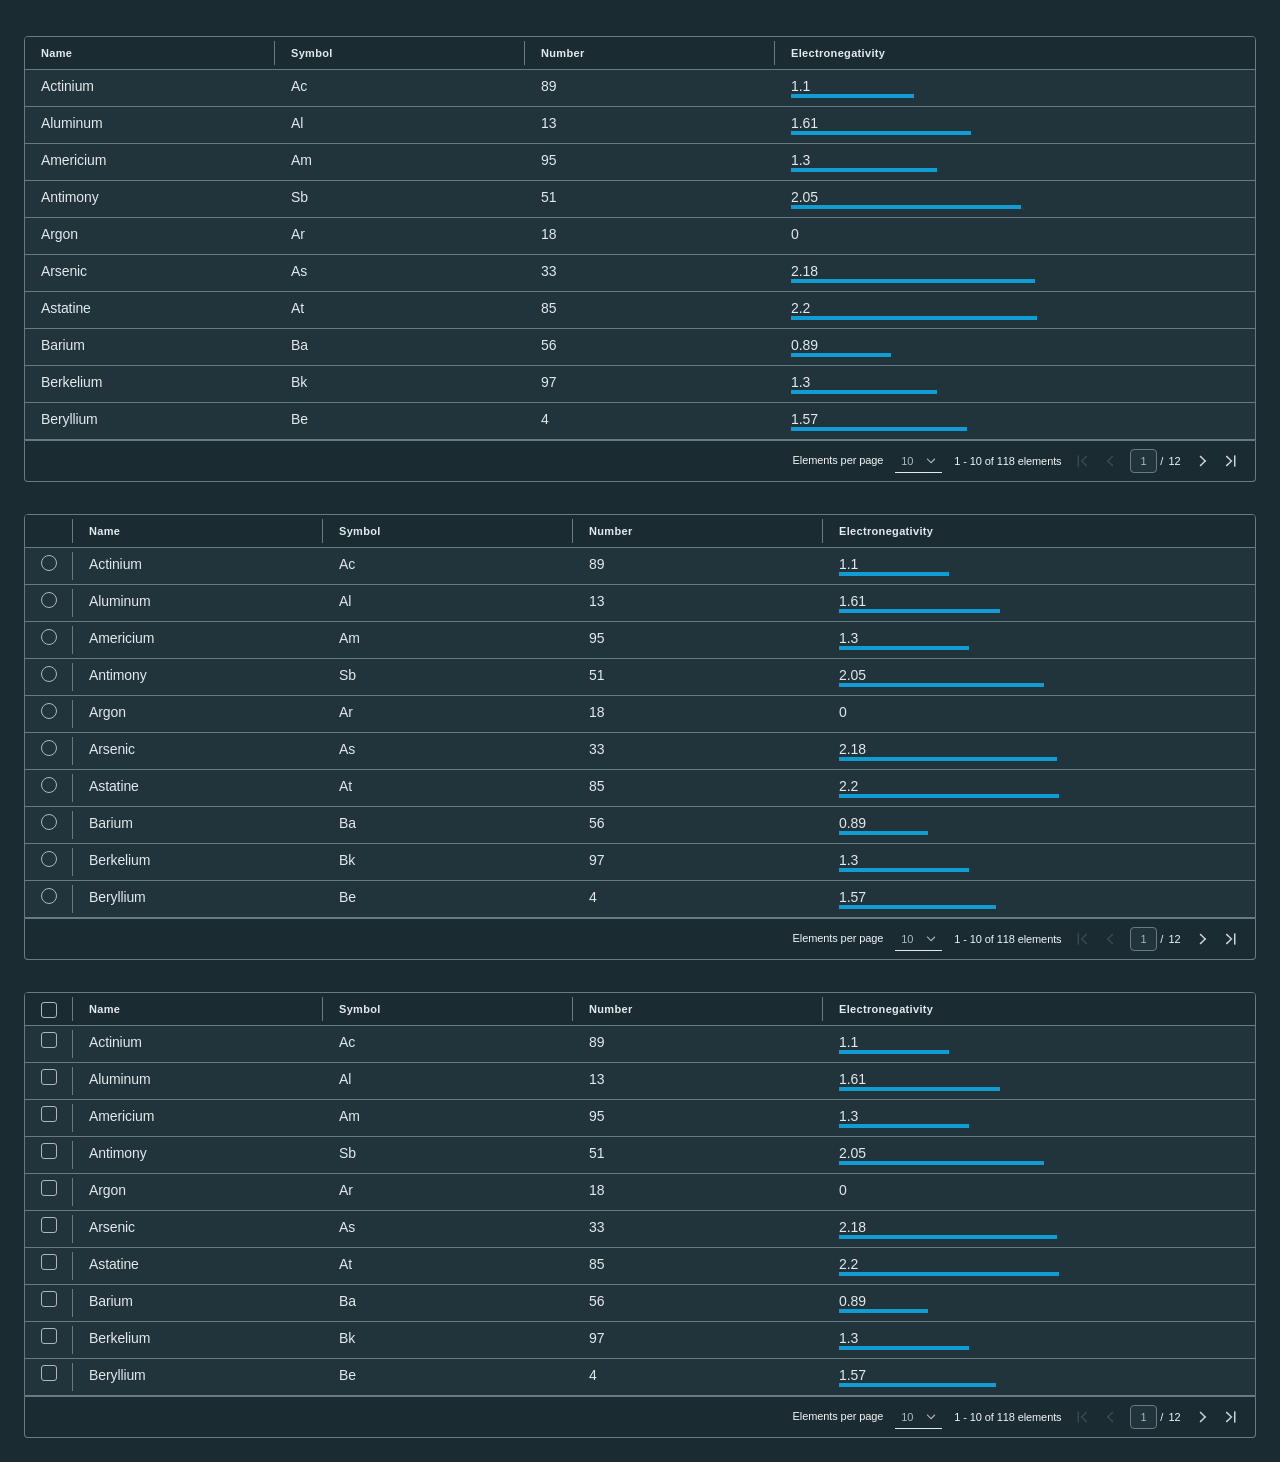 Name Symbol Number Electronegativity
Actinium Ac 89 1.1
Aluminum Al 13 1.61
Americium Am 95 1.3
Antimony Sb 51 2.05
Argon Ar 18 0
Arsenic As 33 2.18
Astatine At 85 2.2
Barium Ba 56 0.89
Berkelium Bk 97 1.3
Beryllium Be 4 1.57
Elements per page 10 1 - 10 of 118 elements 1 / 12
Name Symbol Number Electronegativity
Actinium Ac 89 1.1
Aluminum Al 13 1.61
Americium Am 95 1.3
Antimony Sb 51 2.05
Argon Ar 18 0
Arsenic As 33 2.18
Astatine At 85 2.2
Barium Ba 56 0.89
Berkelium Bk 97 1.3
Beryllium Be 4 1.57
Elements per page 10 1 - 10 of 118 elements 1 / 12
Name Symbol Number Electronegativity
Actinium Ac 89 1.1
Aluminum Al 13 1.61
Americium Am 95 1.3
Antimony Sb 51 2.05
Argon Ar 18 0
Arsenic As 33 2.18
Astatine At 85 2.2
Barium Ba 56 0.89
Berkelium Bk 97 1.3
Beryllium Be 4 1.57
Elements per page 10 1 - 10 of 118 elements 1 / 12